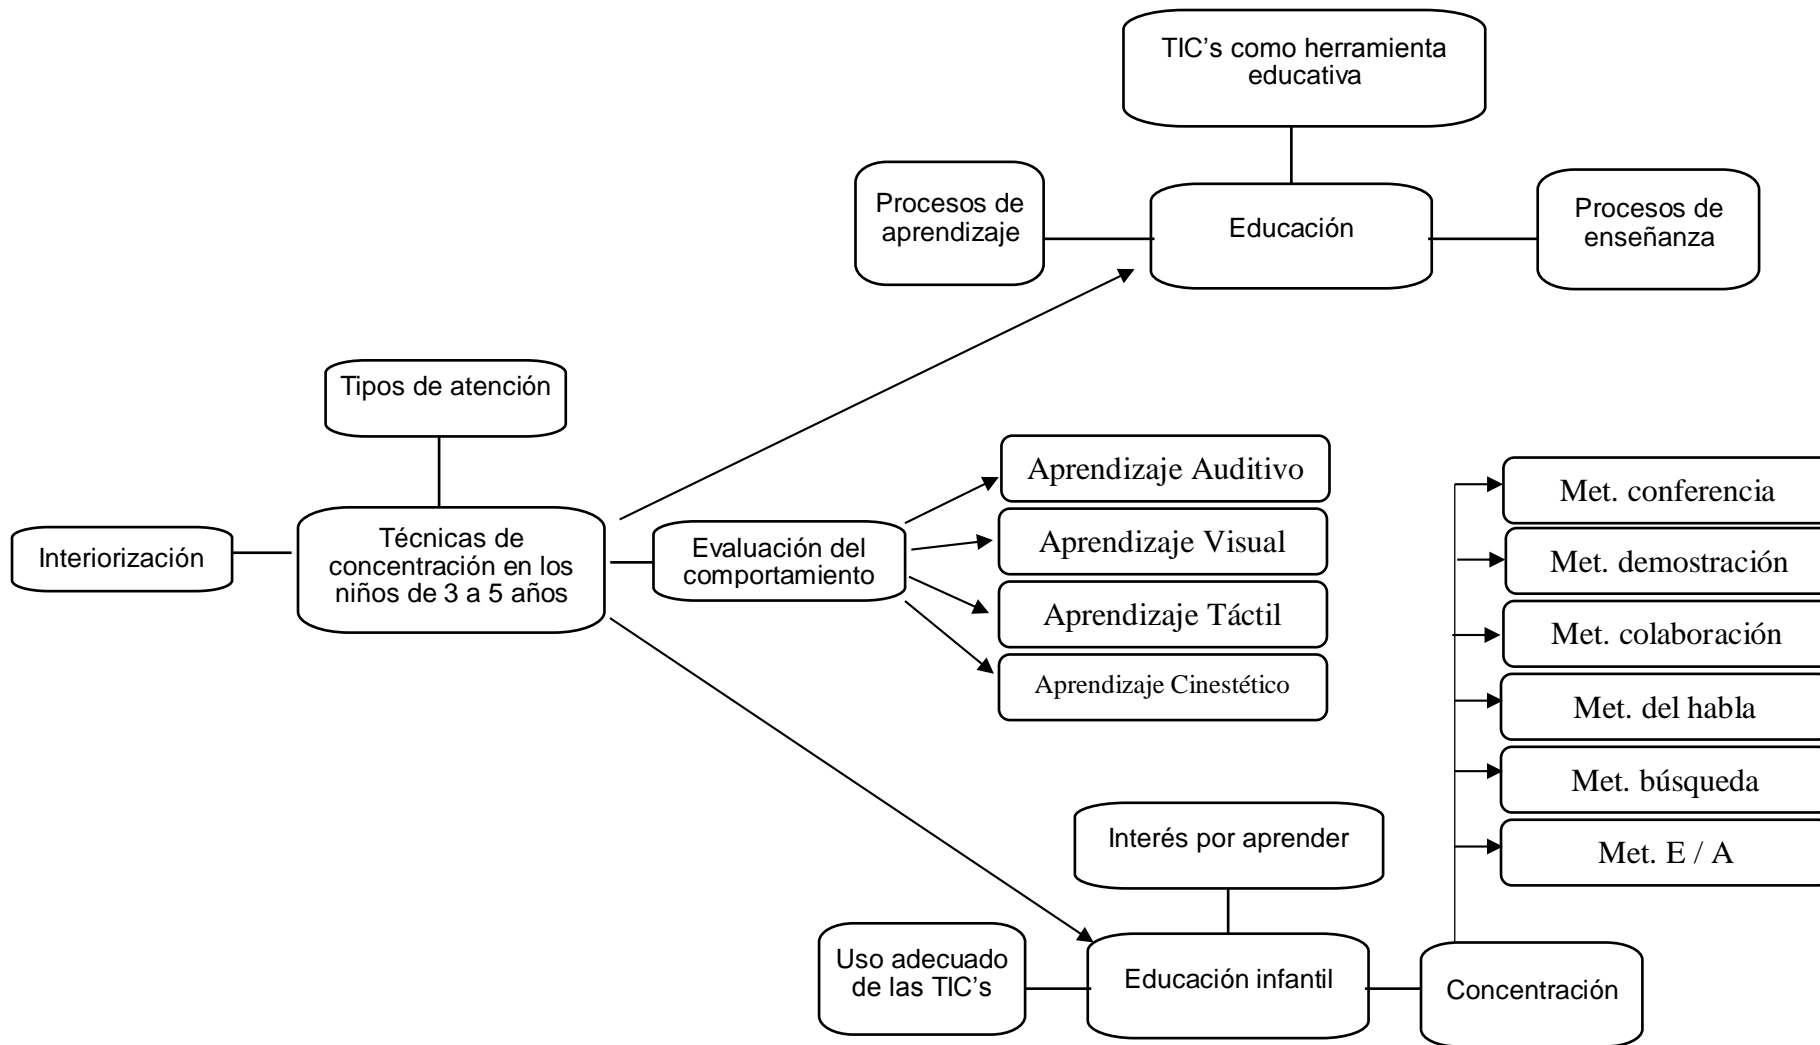 TIC’s como herramienta
educativa
Procesos de
aprendizaje
Educación
Procesos de
enseñanza
Tipos de atención
Interiorización
Técnicas de
concentración en los
niños de 3 a 5 años
Evaluación del
comportamiento
Aprendizaje Auditivo
Aprendizaje Visual
Aprendizaje Táctil
Aprendizaje Cinestético
Met. conferencia
Met. demostración
Met. colaboración
Met. del habla
Met. búsqueda
Met. E / A
Interés por aprender
Uso adecuado
de las TIC’s
Educación infantil
Concentración